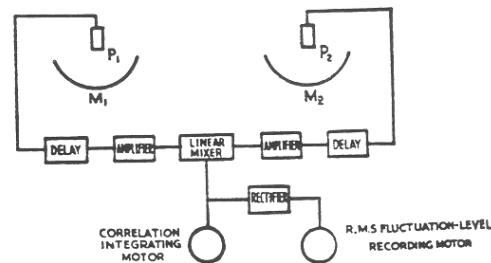 P₁
P₂
M₁
M₂
DELAY
AMPLIFIER
LINEAR
MIXER
AMPLIFIER
DELAY
RECTIFIER
CORRELATION
INTEGRATING
MOTOR
R.M.S FLUCTUATION-LEVEL
RECORDING MOTOR